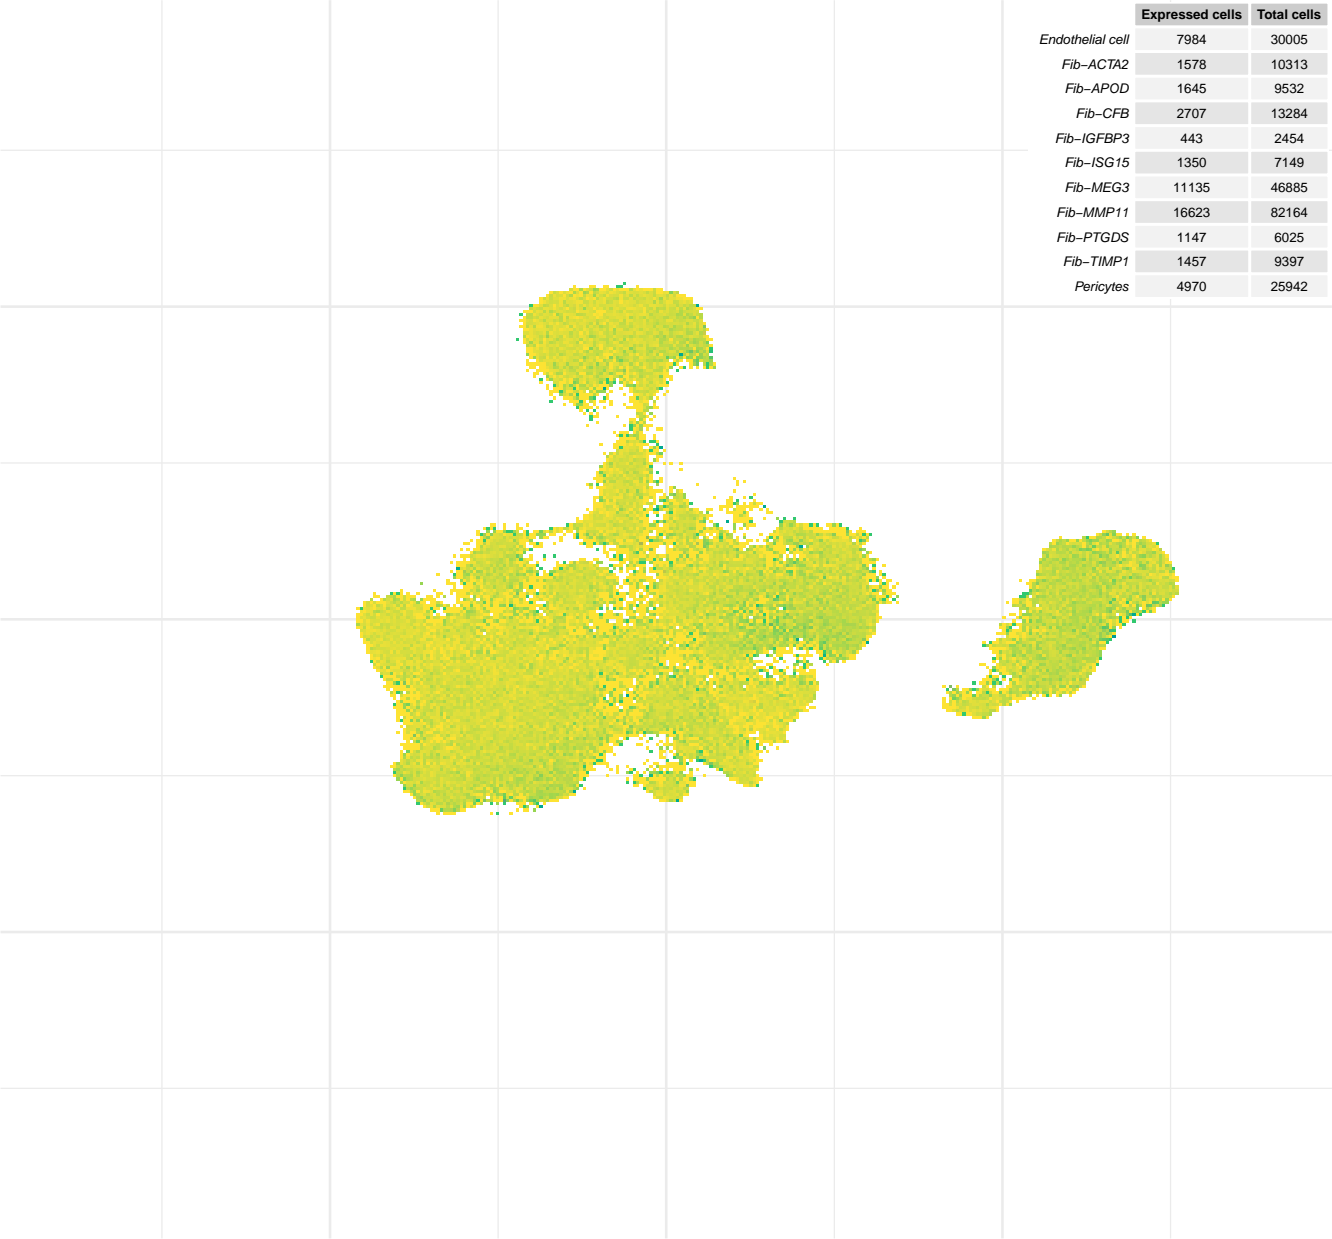 Expressed cells Total cells
Endothelial cell 7984 30005
Fib−ACTA2 1578 10313
Fib−APOD 1645 9532
Fib−CFB 2707 13284
Fib−IGFBP3 443 2454
Fib−ISG15 1350 7149
Fib−MEG3 11135 46885
Fib−MMP11 16623 82164
Fib−PTGDS 1147 6025
Fib−TIMP1 1457 9397
Pericytes 4970 25942